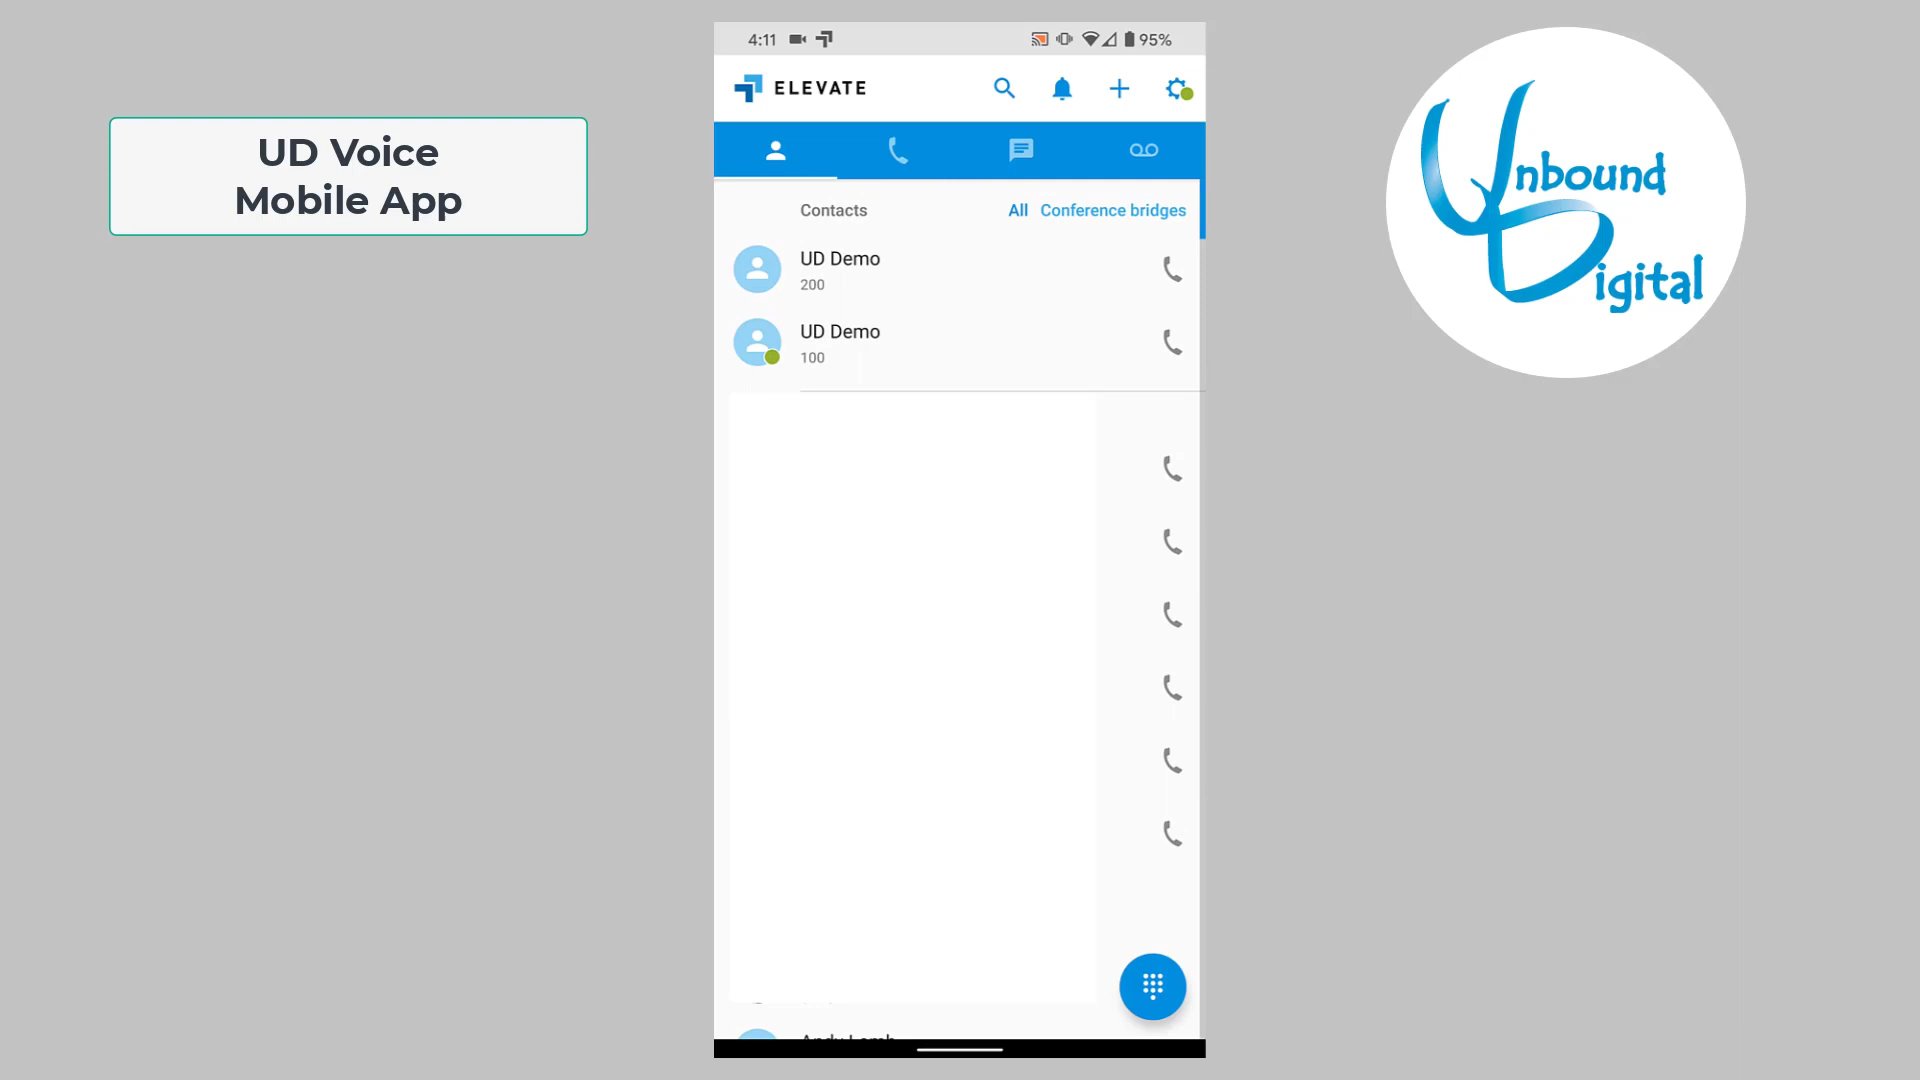 UD Voice
Mobile App
4:11
95%
ELEVATE
Contacts
All
Conference bridges
UD Demo
200
UD Demo
100
Unbound
Digital